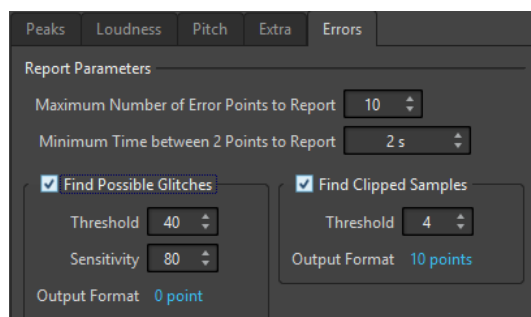 Peaks Loudness Pitch Extra Errors
Report Parameters
Maximum Number of Error Points to Report 10
Minimum Time between 2 Points to Report 2 s
Find Possible Glitches Find Clipped Samples
Threshold 40 Threshold 4
Sensitivity 80 Output Format 10 points
Output Format 0 point